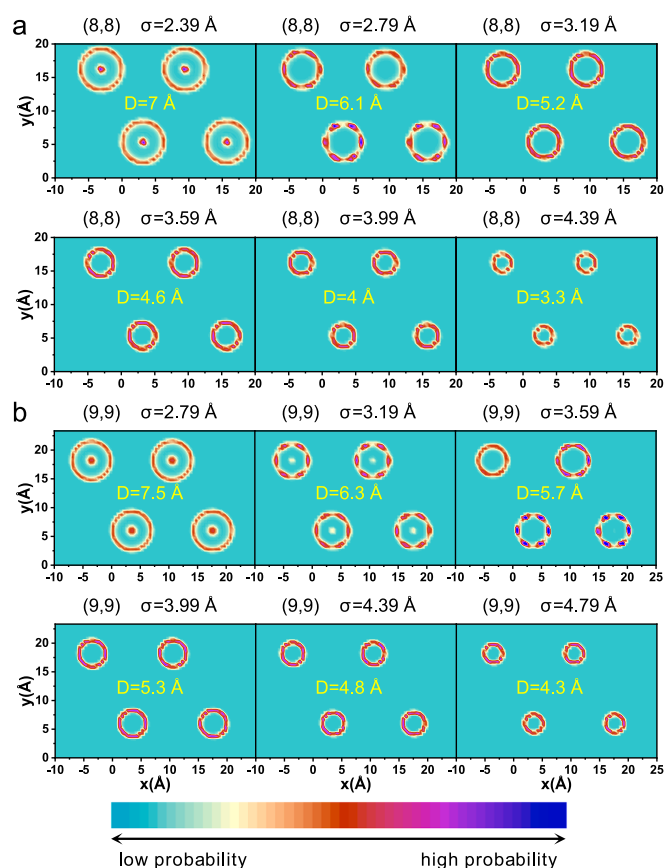 a
(8,8) σ=2.39 Å (8,8) σ=2.79 Å (8,8) σ=3.19 Å
20
15
10
5
0
y(Å)
D=7 Å D=6.1 Å D=5.2 Å
-10 -5 0 5 10 15 20 -5 0 5 10 15 20 -5 0 5 10 15 20
(8,8) σ=3.59 Å (8,8) σ=3.99 Å (8,8) σ=4.39 Å
20
15
10
5
0
y(Å)
D=4.6 Å D=4 Å D=3.3 Å
-10 -5 0 5 10 15 20 -5 0 5 10 15 20 -5 0 5 10 15 20
b
(9,9) σ=2.79 Å (9,9) σ=3.19 Å (9,9) σ=3.59 Å
20
15
10
5
0
y(Å)
D=7.5 Å D=6.3 Å D=5.7 Å
-10 -5 0 5 10 15 20 -10 -5 0 5 10 15 20 -10 -5 0 5 10 15 20 25
(9,9) σ=3.99 Å (9,9) σ=4.39 Å (9,9) σ=4.79 Å
20
15
10
5
0
y(Å)
D=5.3 Å D=4.8 Å D=4.3 Å
-10 -5 0 5 10 15 20 -10 -5 0 5 10 15 20 -10 -5 0 5 10 15 20 25
x(Å) x(Å) x(Å)
low probability high probability